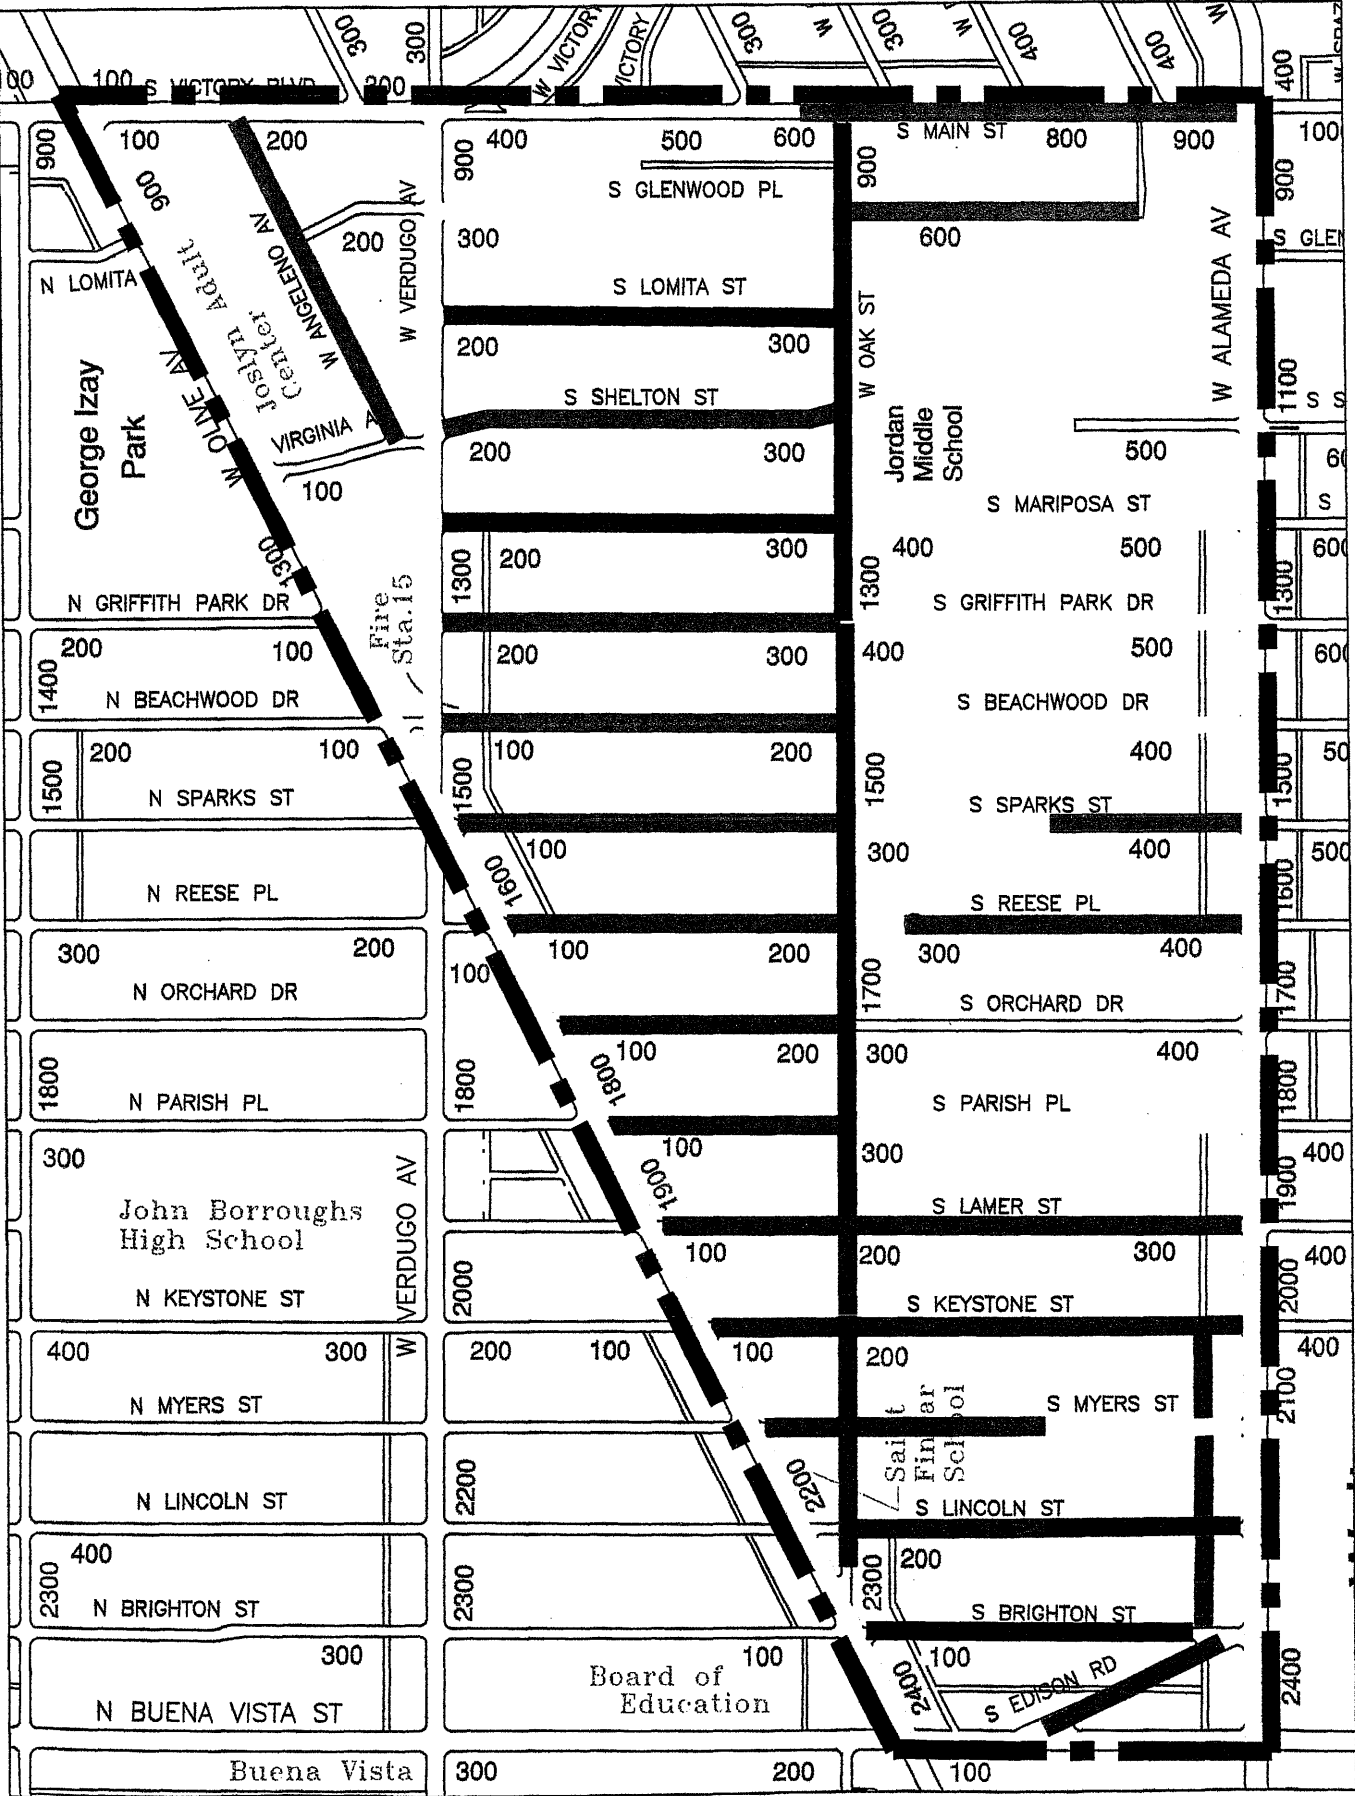 300
300
W VICTORY
VICTORY
300
W
300
W
400
400
W
400
100
S VICTORY BLVD
300
900
100
200
900
400
500
600
S MAIN ST
800
900
900
900
900
S GLENWOOD PL
200
W VERDUGO AV
300
600
W ALAMEDA AV
S GLEN
N LOMITA
Joslyn Adult
Center
W ANGELENO AV
S LOMITA ST
W OAK ST
200
300
George Izay
Park
W OLIVE AV
S SHELTON ST
1100
S S
VIRGINIA A
200
300
Jordan
Middle
School
500
100
S MARIPOSA ST
S
1300
1300
200
300
1300
400
500
1300
600
N GRIFFITH PARK DR
Fire
Sta.15
S GRIFFITH PARK DR
200
100
200
300
400
500
600
1400
N BEACHWOOD DR
S BEACHWOOD DR
200
100
100
200
400
1500
1500
1500
1500
N SPARKS ST
S SPARKS ST
100
300
400
500
N REESE PL
1600
S REESE PL
1600
300
200
100
100
200
300
400
N ORCHARD DR
1700
S ORCHARD DR
1700
100
200
300
400
1800
N PARISH PL
1800
1800
S PARISH PL
1800
300
100
300
400
John Borroughs
High School
W VERDUGO AV
1900
S LAMER ST
1900
100
200
300
400
N KEYSTONE ST
2000
S KEYSTONE ST
2000
400
300
200
100
100
200
400
N MYERS ST
S MYERS ST
2100
Saint
Finbar
School
N LINCOLN ST
2200
2200
S LINCOLN ST
400
200
2300
N BRIGHTON ST
2300
2300
S BRIGHTON ST
300
100
100
N BUENA VISTA ST
Board of
Education
2400
S EDISON RD
2400
Buena Vista
300
200
100